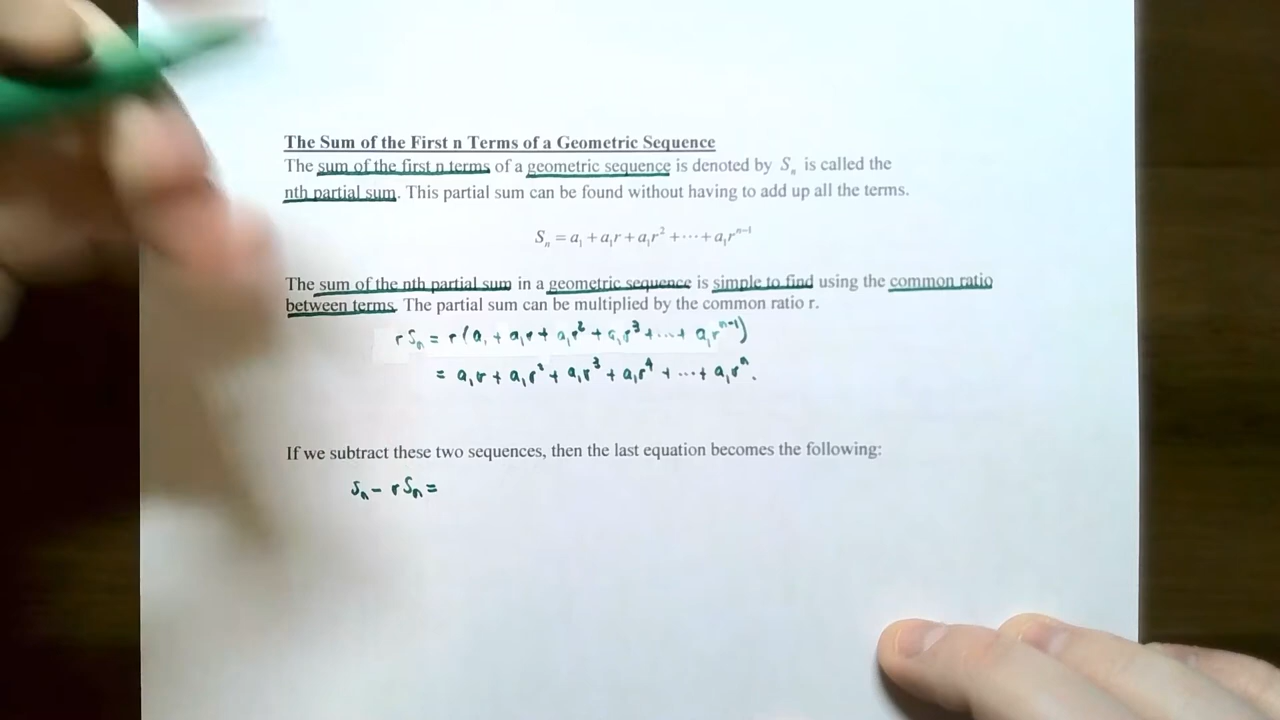 The Sum of the First n Terms of a Geometric Sequence
The sum of the first n terms of a geometric sequence is denoted by Sₙ is called the
nth partial sum. This partial sum can be found without having to add up all the terms.
Sₙ = a₁ + a₁r + a₁r² + ⋯ + a₁rⁿ⁻¹
The sum of the nth partial sum in a geometric sequence is simple to find using the common ratio
between terms. The partial sum can be multiplied by the common ratio r.
rSₙ = r(a₁ + a₁r + a₁r² + a₁r³ + ... + a₁rⁿ⁻¹)
= a₁r + a₁r² + a₁r³ + a₁r⁴ + ... + a₁rⁿ.
If we subtract these two sequences, then the last equation becomes the following:
Sₙ - rSₙ =